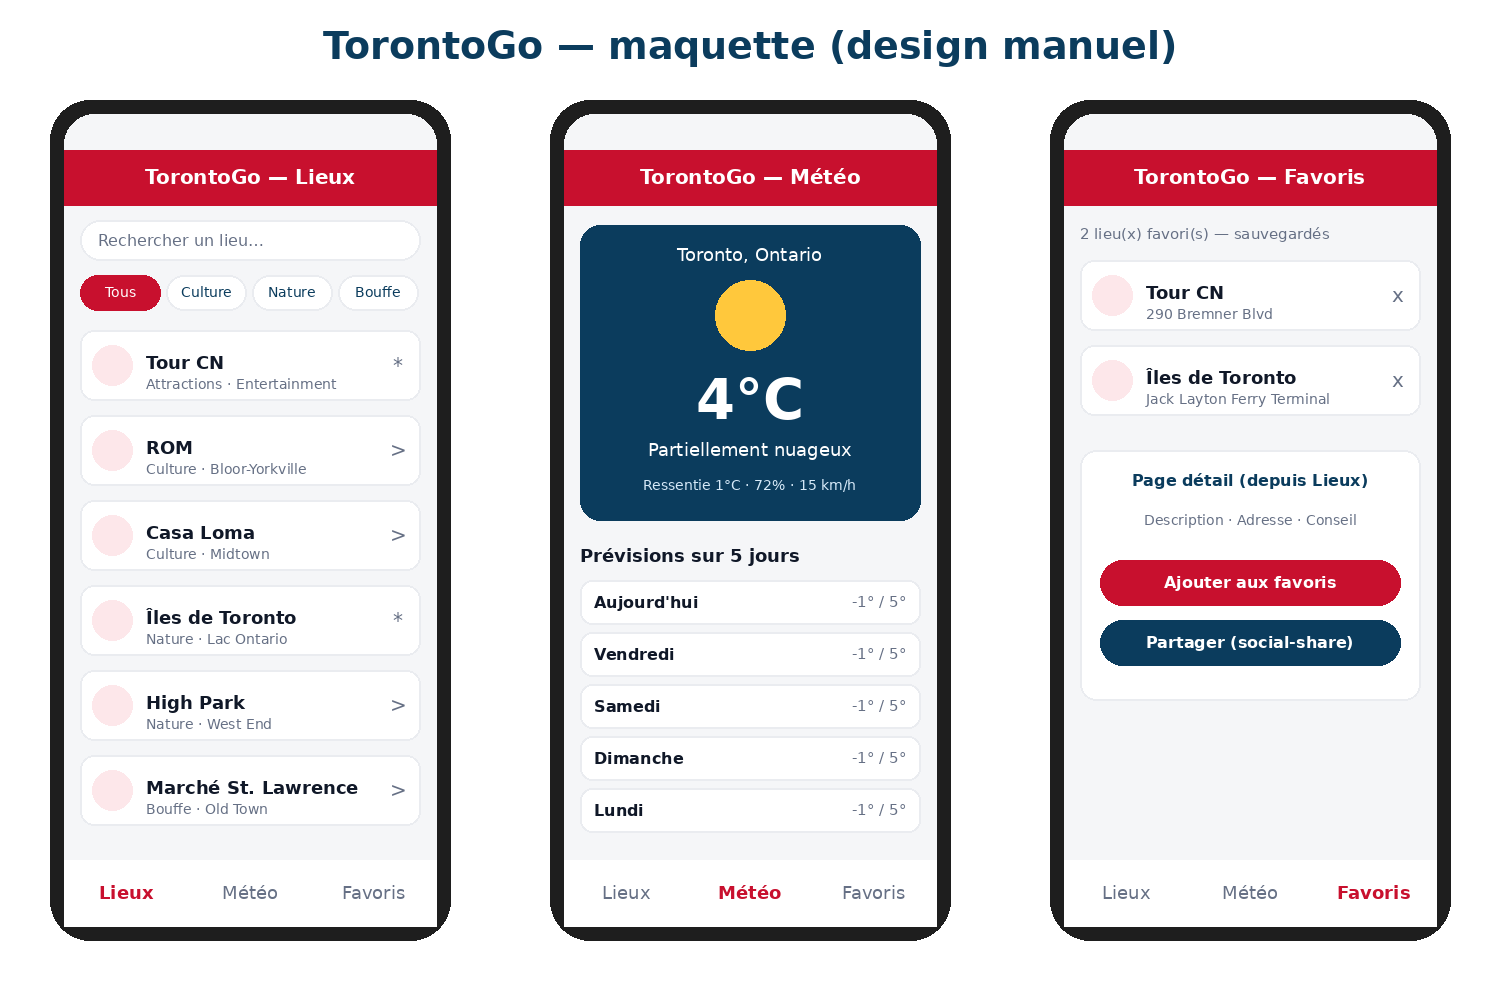 TorontoGo — maquette (design manuel)
TorontoGo — Lieux
Rechercher un lieu...
Tous
Culture
Nature
Bouffe
Tour CN
*
Attractions · Entertainment
ROM
>
Culture · Bloor-Yorkville
Casa Loma
>
Culture · Midtown
Îles de Toronto
*
Nature · Lac Ontario
High Park
>
Nature · West End
Marché St. Lawrence
>
Bouffe · Old Town
Lieux
Météo
Favoris
TorontoGo — Météo
Toronto, Ontario
4°C
Partiellement nuageux
Ressentie 1°C · 72% · 15 km/h
Prévisions sur 5 jours
Aujourd'hui
-1° / 5°
Vendredi
-1° / 5°
Samedi
-1° / 5°
Dimanche
-1° / 5°
Lundi
-1° / 5°
Lieux
Météo
Favoris
TorontoGo — Favoris
2 lieu(x) favori(s) — sauvegardés
Tour CN
x
290 Bremner Blvd
Îles de Toronto
x
Jack Layton Ferry Terminal
Page détail (depuis Lieux)
Description · Adresse · Conseil
Ajouter aux favoris
Partager (social-share)
Lieux
Météo
Favoris